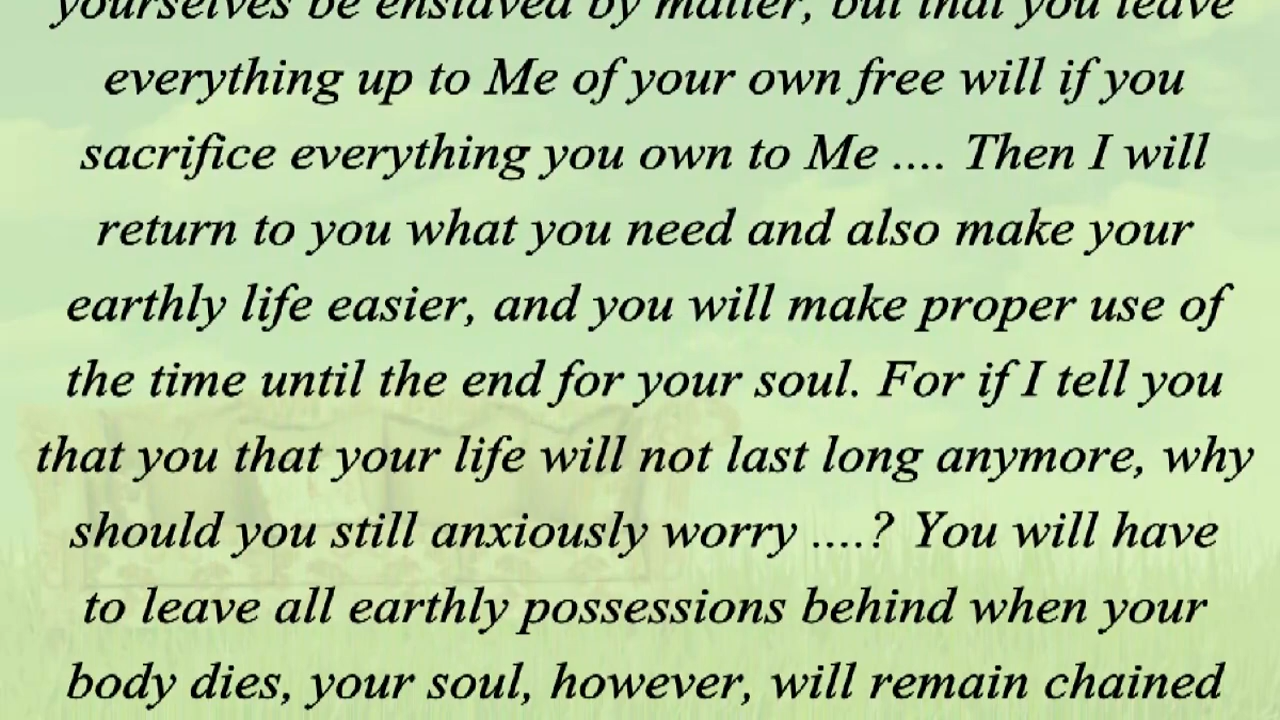 yourselves be enslaved by matter, but that you leave
everything up to Me of your own free will if you
sacrifice everything you own to Me .... Then I will
return to you what you need and also make your
earthly life easier, and you will make proper use of
the time until the end for your soul. For if I tell you
that you that your life will not last long anymore, why
should you still anxiously worry ....? You will have
to leave all earthly possessions behind when your
body dies, your soul, however, will remain chained